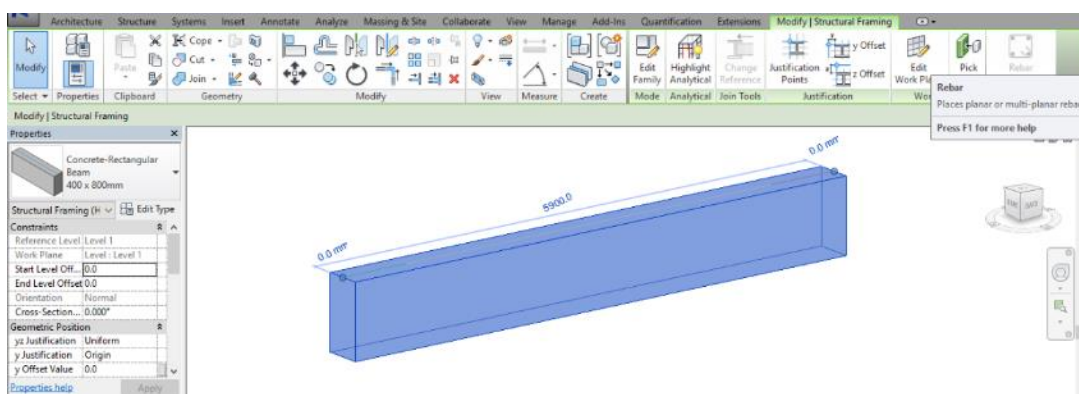 Architecture Structure Systems Insert Annotate Analyze Massing & Site Collaborate View Manage Add-Ins Quantification Extensions Modify | Structural Framing
Modify Paste Cope Cut Join Edit Family Highlight Analytical Change Reference Justification Points y Offset z Offset Edit Work Pl Pick Rebar
Select Properties Clipboard Geometry Modify View Measure Create Mode Analytical Join Tools Justification Wo
Rebar
Places planar or multi-planar reba
Press F1 for more help
Modify | Structural Framing
Properties
Concrete-Rectangular
Beam
400 x 800mm
Structural Framing (H Edit Type
Constraints
Reference Level Level 1
Work Plane Level : Level 1
Start Level Off... 0.0
End Level Offset 0.0
Orientation Normal
Cross-Section... 0.000°
Geometric Position
yz Justification Uniform
y Justification Origin
y Offset Value 0.0
Properties help Apply
0.0 mm
5900.0
0.0 mm